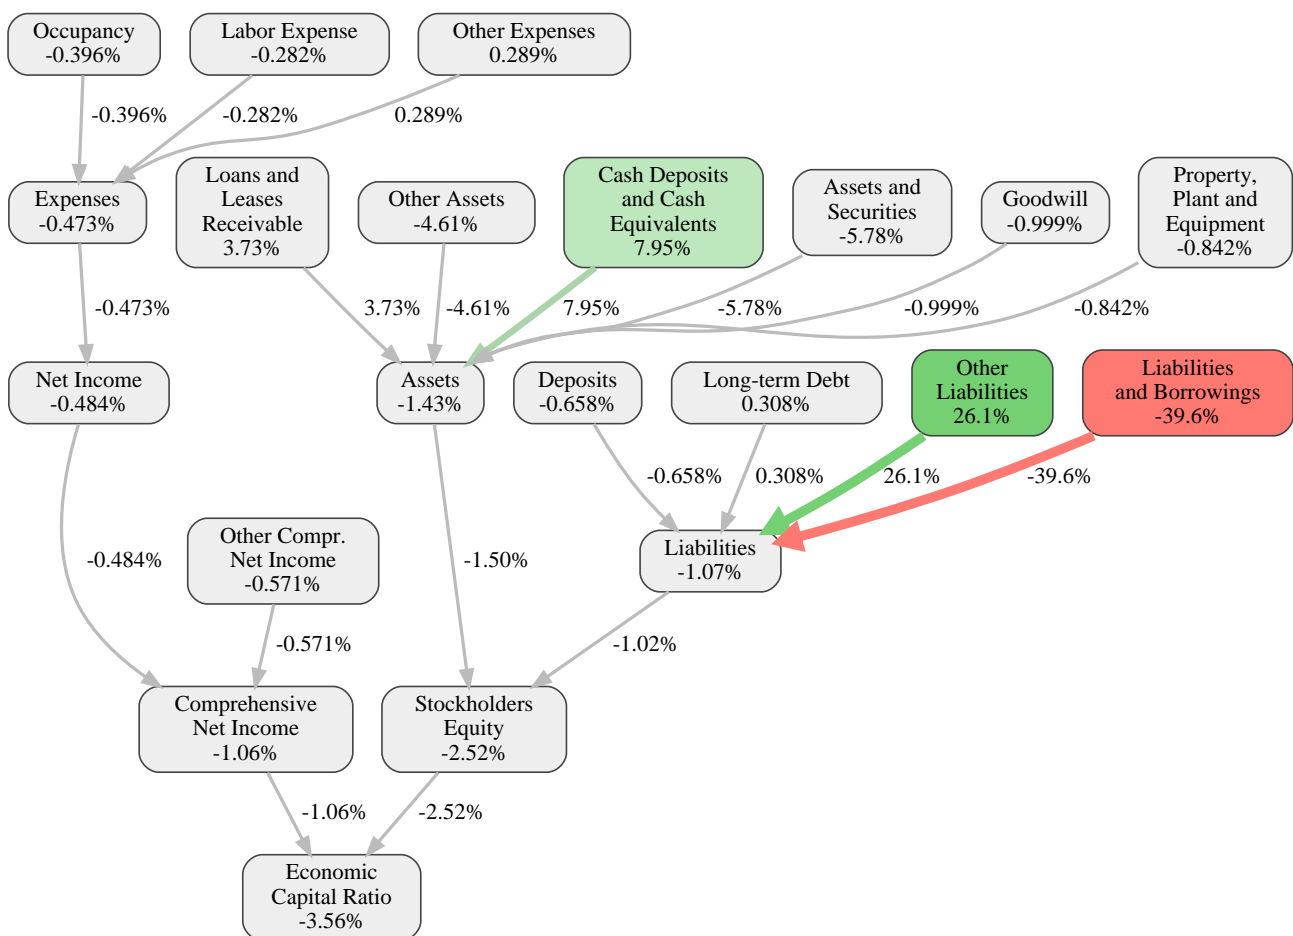 Occupancy
-0.396%
Labor Expense
-0.282%
Other Expenses
0.289%
-0.396%
-0.282%
0.289%
Expenses
-0.473%
Loans and
Leases
Receivable
3.73%
Other Assets
-4.61%
Cash Deposits
and Cash
Equivalents
7.95%
Assets and
Securities
-5.78%
Goodwill
-0.999%
Property,
Plant and
Equipment
-0.842%
-0.473%
3.73%
-4.61%
7.95%
-5.78%
-0.999%
-0.842%
Net Income
-0.484%
Assets
-1.43%
Deposits
-0.658%
Long-term Debt
0.308%
Other
Liabilities
26.1%
Liabilities
and Borrowings
-39.6%
-0.658%
0.308%
26.1%
-39.6%
-0.484%
Other Compr.
Net Income
-0.571%
-1.50%
Liabilities
-1.07%
-0.571%
-1.02%
Comprehensive
Net Income
-1.06%
Stockholders
Equity
-2.52%
-1.06%
-2.52%
Economic
Capital Ratio
-3.56%